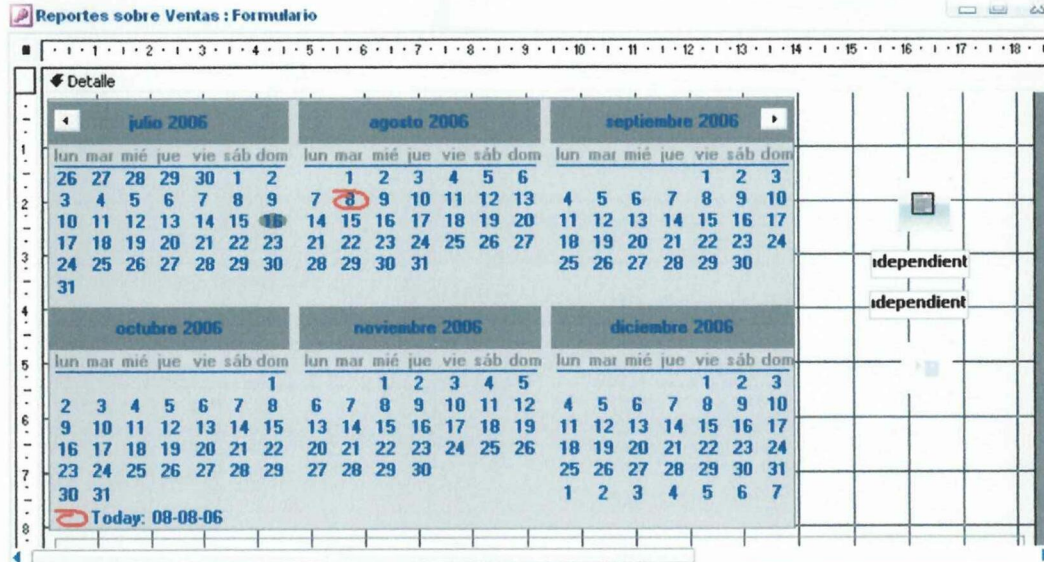 Reportes sobre Ventas : Formulario
1 2 3 4 5 6 7 8 9 10 11 12 13 14 15 16 17 18
Detalle
julio 2006 agosto 2006 septiembre 2006
lun mar mié jue vie sáb dom lun mar mié jue vie sáb dom lun mar mié jue vie sáb dom
26 27 28 29 30 1 2 1 2 3 4 5 6 1 2 3
3 4 5 6 7 8 9 7 8 9 10 11 12 13 4 5 6 7 8 9 10
10 11 12 13 14 15 16 14 15 16 17 18 19 20 11 12 13 14 15 16 17
17 18 19 20 21 22 23 21 22 23 24 25 26 27 18 19 20 21 22 23 24
24 25 26 27 28 29 30 28 29 30 31 25 26 27 28 29 30
31
octubre 2006 noviembre 2006 diciembre 2006
lun mar mié jue vie sáb dom lun mar mié jue vie sáb dom lun mar mié jue vie sáb dom
1 1 2 3 4 5 1 2 3
2 3 4 5 6 7 8 6 7 8 9 10 11 12 4 5 6 7 8 9 10
9 10 11 12 13 14 15 13 14 15 16 17 18 19 11 12 13 14 15 16 17
16 17 18 19 20 21 22 20 21 22 23 24 25 26 18 19 20 21 22 23 24
23 24 25 26 27 28 29 27 28 29 30 25 26 27 28 29 30 31
30 31 1 2 3 4 5 6 7
Today: 08-08-06
dependient
dependient
1
2
3
4
5
6
7
8